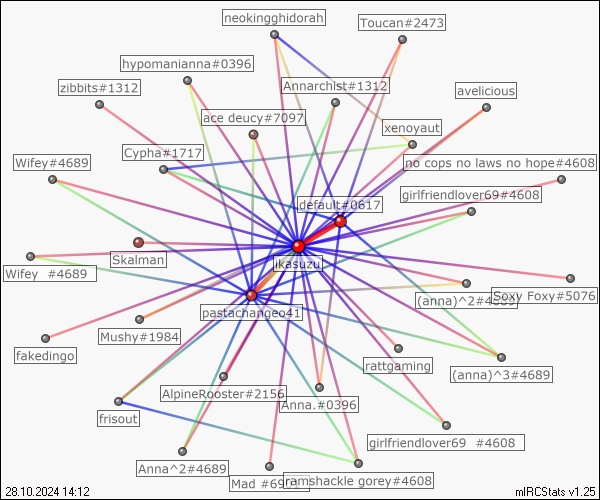 neokingghidorah
Toucan#2473
hypomanianna#0396
zibbits#1312
Annarchist#1312
avelicious
ace deucy#7097
xenoyaut
Cypha#1717
Wifey#4689
no cops no laws no hope#4608
girlfriendlover69#4608
default#0617
Skalman
ikasuzu
Wifey  #4689
(anna)^2#4689
Soxy Foxy#5076
pastachangeo41
Mushy#1984
fakedingo
rattgaming
(anna)^3#4689
AlpineRooster#2156
Anna.#0396
frisout
girlfriendlover69  #4608
Anna^2#4689
Mad #69
ramshackle gorey#4608
28.10.2024 14:12
mIRCStats v1.25